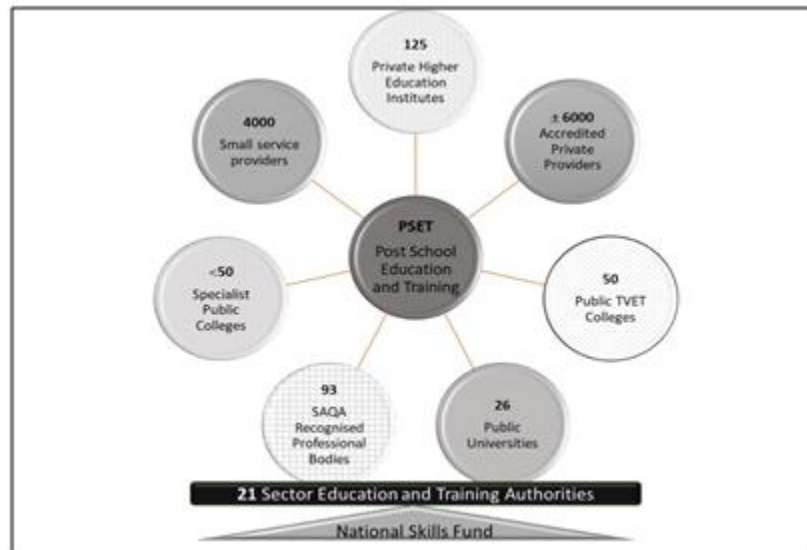 125
Private Higher
Education
Institutes
4000
Small service
providers
± 6000
Accredited
Private
Providers
PSET
Post School
Education
and Training
<50
Specialist
Public
Colleges
50
Public TVET
Colleges
93
SAQA
Recognised
Professional
Bodies
26
Public
Universities
21 Sector Education and Training Authorities
National Skills Fund